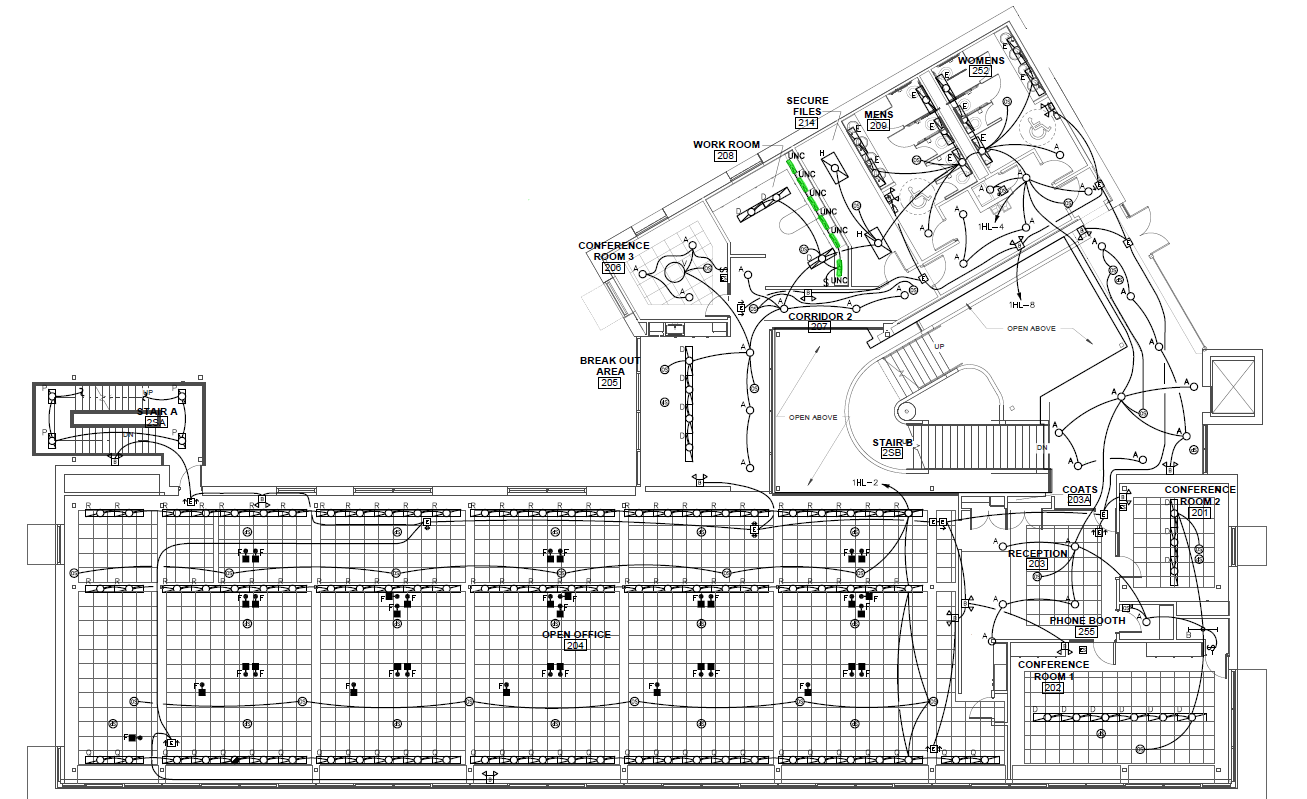 WOMENS
252
SECURE
FILES
214
MENS
209
WORK ROOM
208
UNC
UNC
UNC
UNC
UNC
UNC
H
H
E
E
E
E
E
E
E
E
A
A
A
A
A
A
1HL-4
1HL-8
CONFERENCE
ROOM 3
206
A
A
A
D
D
D
S
CORRIDOR 2
207
OPEN ABOVE
UP
BREAK OUT
AREA
205
D
D
D
D
A
A
A
A
A
A
A
STAIR A
2SA
UP
DN
P
P
P
P
OPEN ABOVE
STAIR B
2SB
DN
1HL-2
A
A
A
A
A
A
A
A
COATS
203A
CONFERENCE
ROOM 2
201
R R R R R R R R R R R R R R R R R R R R R R
F F F F F F
RECEPTION
203
A
A
A
A
A
A
R R R R R R R R R R R R R R R R R R R R R R
F F F F F
OPEN OFFICE
204
PHONE BOOTH
255
B
CONFERENCE
ROOM 1
202
F F F F F
D D D D D D
F
Q Q Q Q Q Q Q Q Q Q Q Q Q Q Q Q Q Q Q Q Q Q Q Q